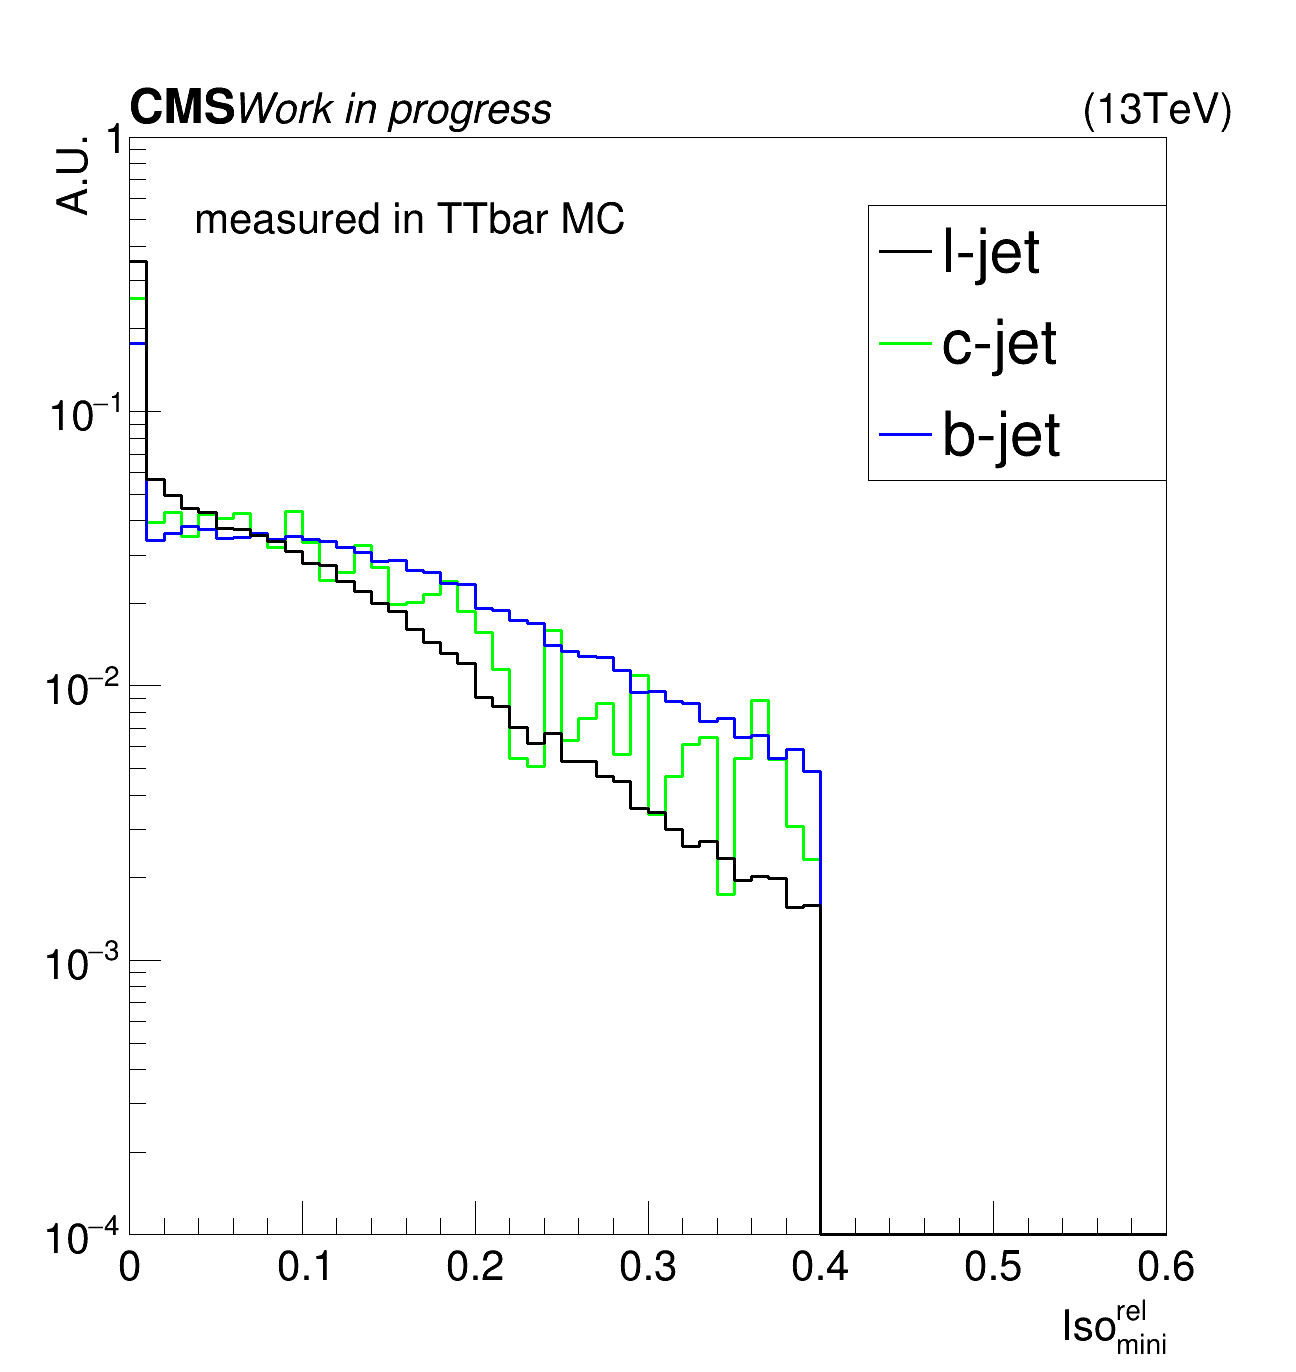 CMS Work in progress (13TeV)
A.U.
measured in TTbar MC
l-jet
c-jet
b-jet
1
10⁻¹
10⁻²
10⁻³
10⁻⁴
0 0.1 0.2 0.3 0.4 0.5 0.6
Iso^rel_mini